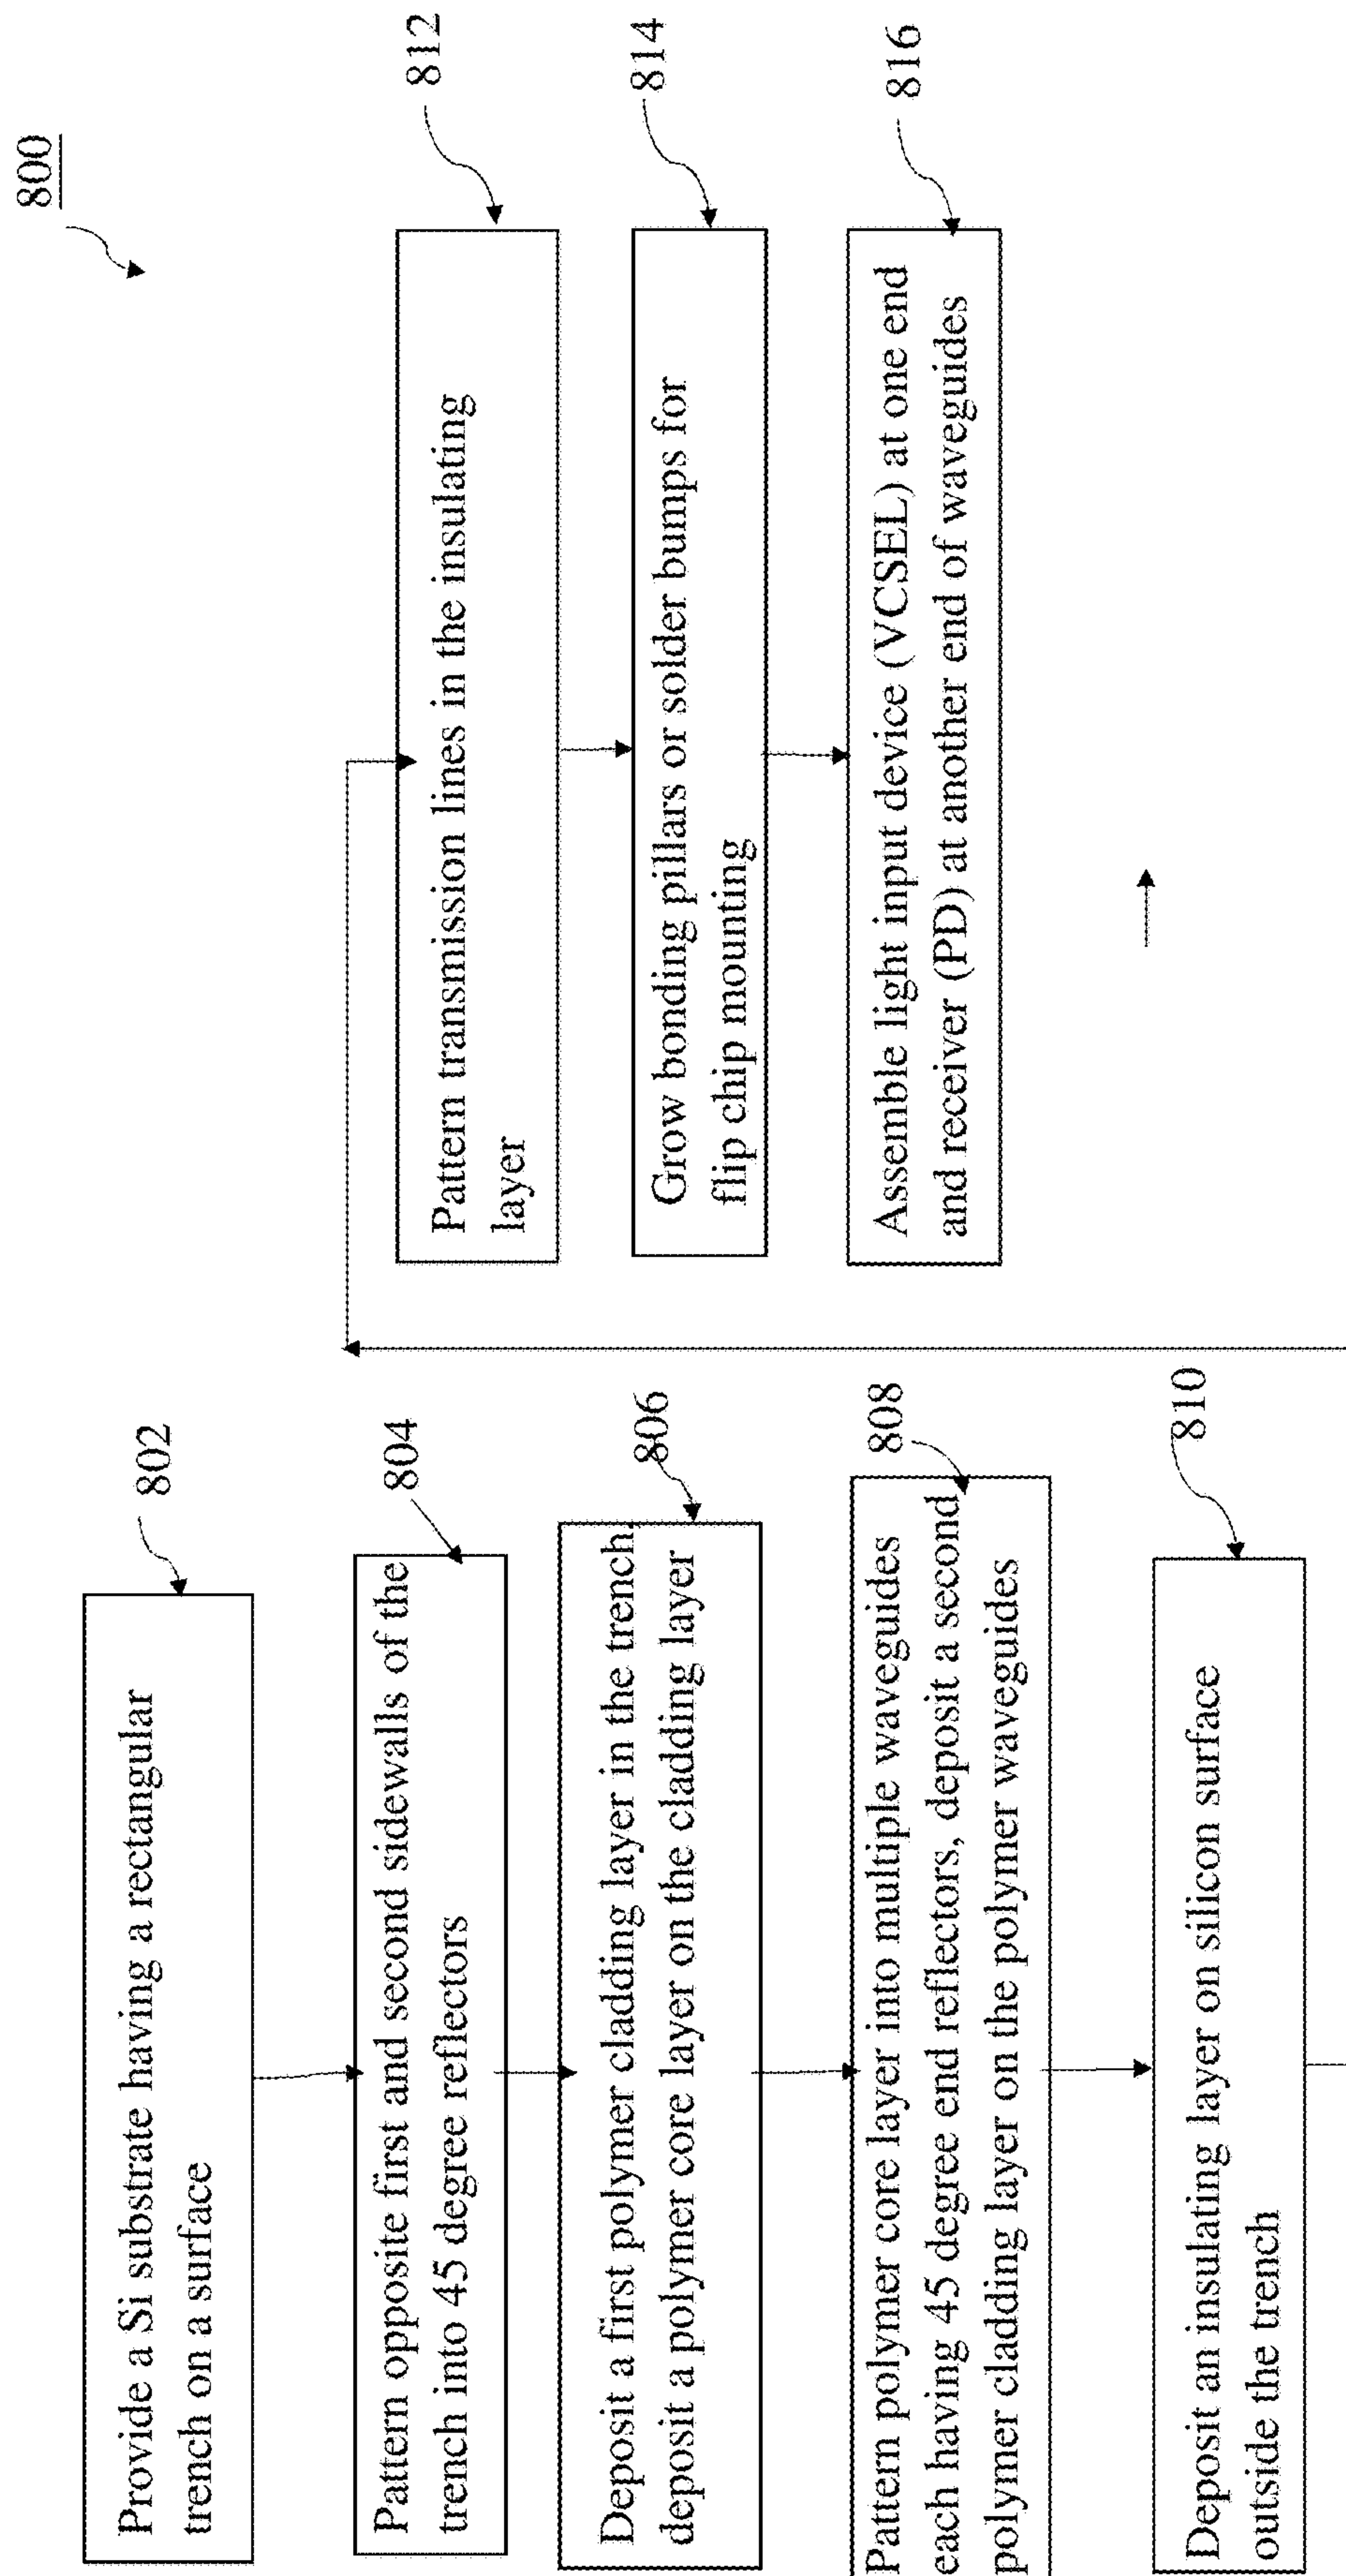 800
802
Provide a Si substrate having a rectangular
trench on a surface
804
Pattern opposite first and second sidewalls of the
trench into 45 degree reflectors
806
Deposit a first polymer cladding layer in the trench,
deposit a polymer core layer on the cladding layer
808
Pattern polymer core layer into multiple waveguides
each having 45 degree end reflectors, deposit a second
polymer cladding layer on the polymer waveguides
810
Deposit an insulating layer on silicon surface
outside the trench
812
Pattern transmission lines in the insulating
layer
814
Grow bonding pillars or solder bumps for
flip chip mounting
816
Assemble light input device (VCSEL) at one end
and receiver (PD) at another end of waveguides